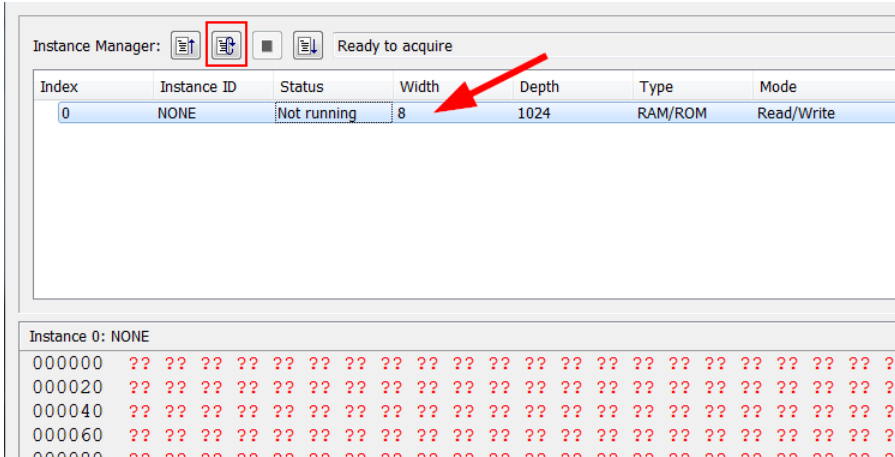 Instance Manager: Ready to acquire
Index Instance ID Status Width Depth Type Mode
0 NONE Not running 8 1024 RAM/ROM Read/Write
Instance 0: NONE
000000 ?? ?? ?? ?? ?? ?? ?? ?? ?? ?? ?? ?? ?? ?? ?? ?? ?? ?? ?? ?? ?? ?
000020 ?? ?? ?? ?? ?? ?? ?? ?? ?? ?? ?? ?? ?? ?? ?? ?? ?? ?? ?? ?? ?? ?
000040 ?? ?? ?? ?? ?? ?? ?? ?? ?? ?? ?? ?? ?? ?? ?? ?? ?? ?? ?? ?? ?? ?
000060 ?? ?? ?? ?? ?? ?? ?? ?? ?? ?? ?? ?? ?? ?? ?? ?? ?? ?? ?? ?? ?? ?